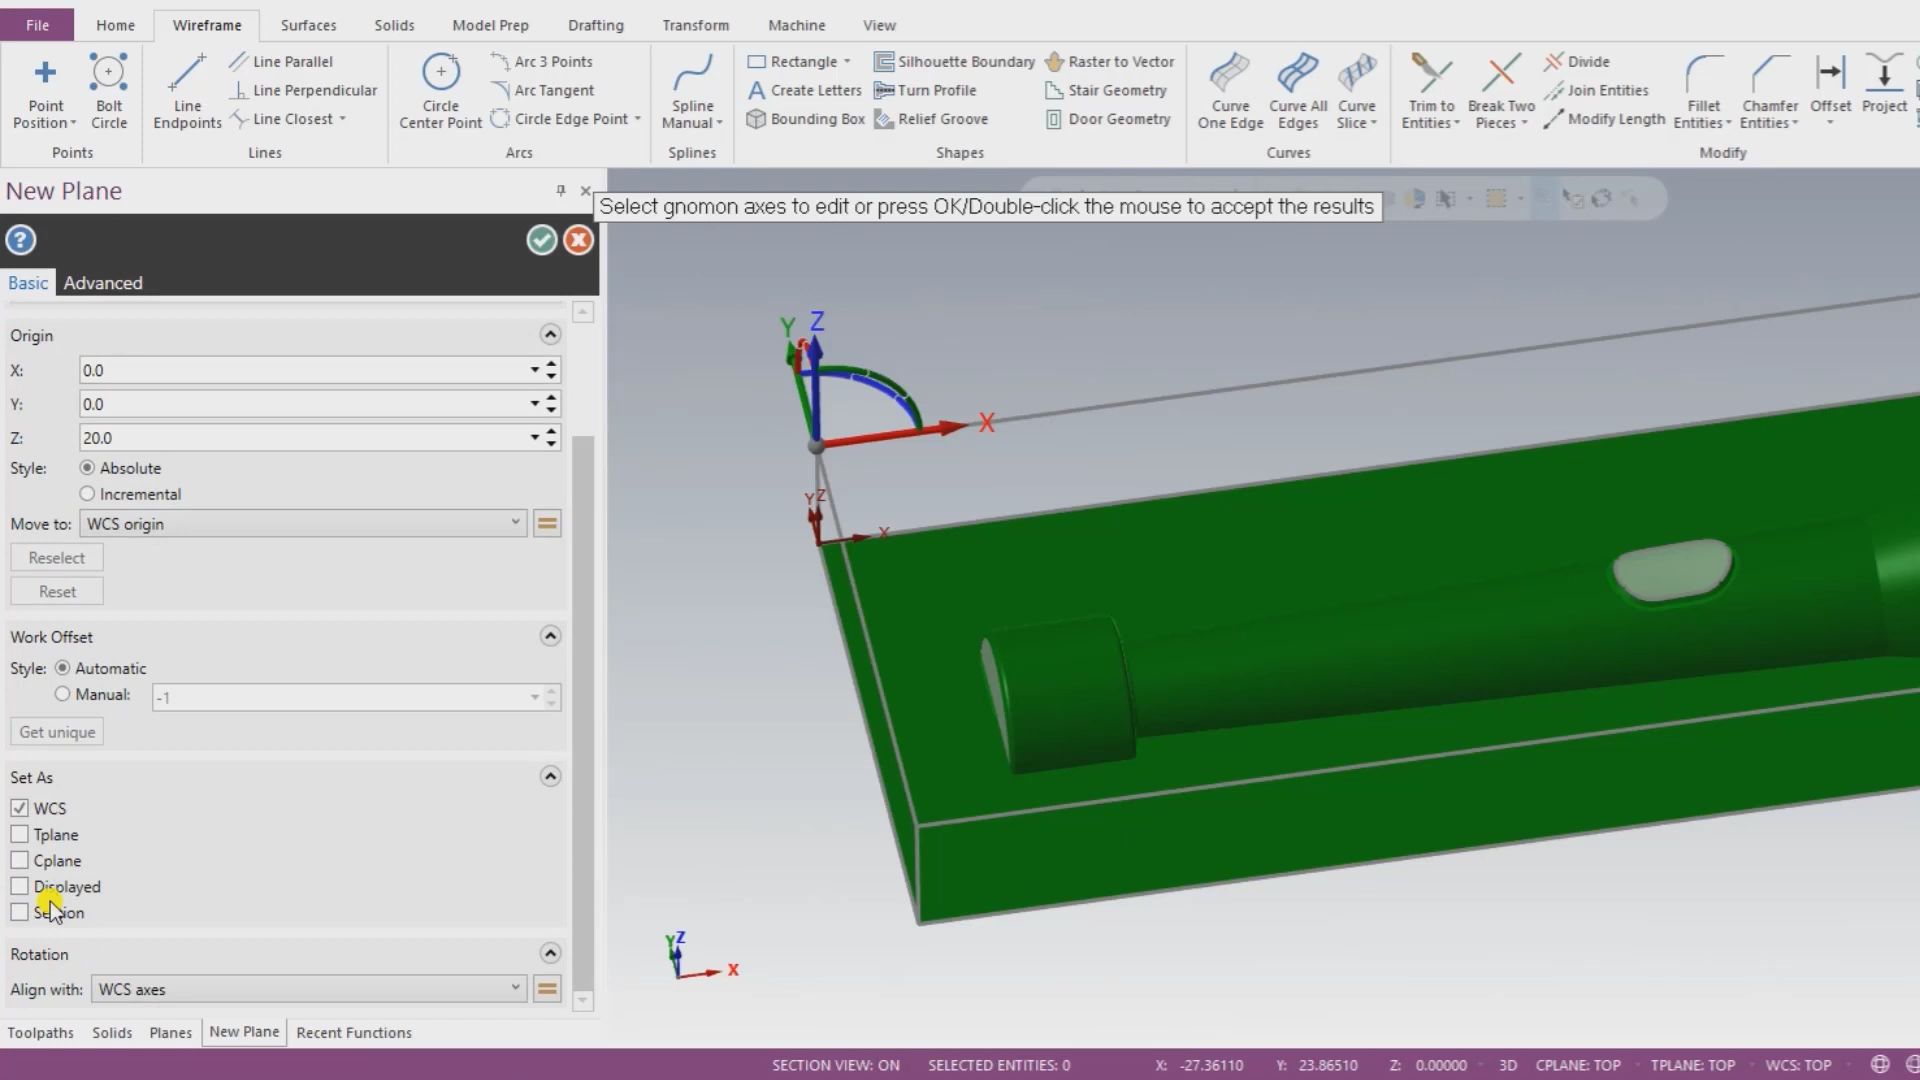 File Home Wireframe Surfaces Solids Model Prep Drafting Transform Machine View
Point Position Bolt Circle
Points
Line Endpoints Line Parallel
Line Perpendicular
Line Closest
Lines
Circle Center Point Arc 3 Points
Arc Tangent
Circle Edge Point
Arcs
Spline Manual
Splines
Rectangle Silhouette Boundary Raster to Vector
Create Letters Turn Profile Stair Geometry
Bounding Box Relief Groove Door Geometry
Shapes
Curve One Edge Curve All Edges Curve Slice
Curves
Trim to Entities Break Two Pieces Divide
Join Entities
Modify Length
Fillet Entities Chamfer Entities Offset Project
Modify
New Plane
Select gnomon axes to edit or press OK/Double-click the mouse to accept the results
Basic Advanced
Origin
X: 0.0
Y: 0.0
Z: 20.0
Style: Absolute
Incremental
Move to: WCS origin
Reselect
Reset
Work Offset
Style: Automatic
Manual: -1
Get unique
Set As
WCS
Tplane
Cplane
Displayed
Section
Rotation
Align with: WCS axes
Toolpaths Solids Planes New Plane Recent Functions
Y Z
X
Y Z
X
Y Z
X
SECTION VIEW: ON SELECTED ENTITIES: 0 X: -27.36110 Y: 23.86510 Z: 0.00000 3D CPLANE: TOP TPLANE: TOP WCS: TOP